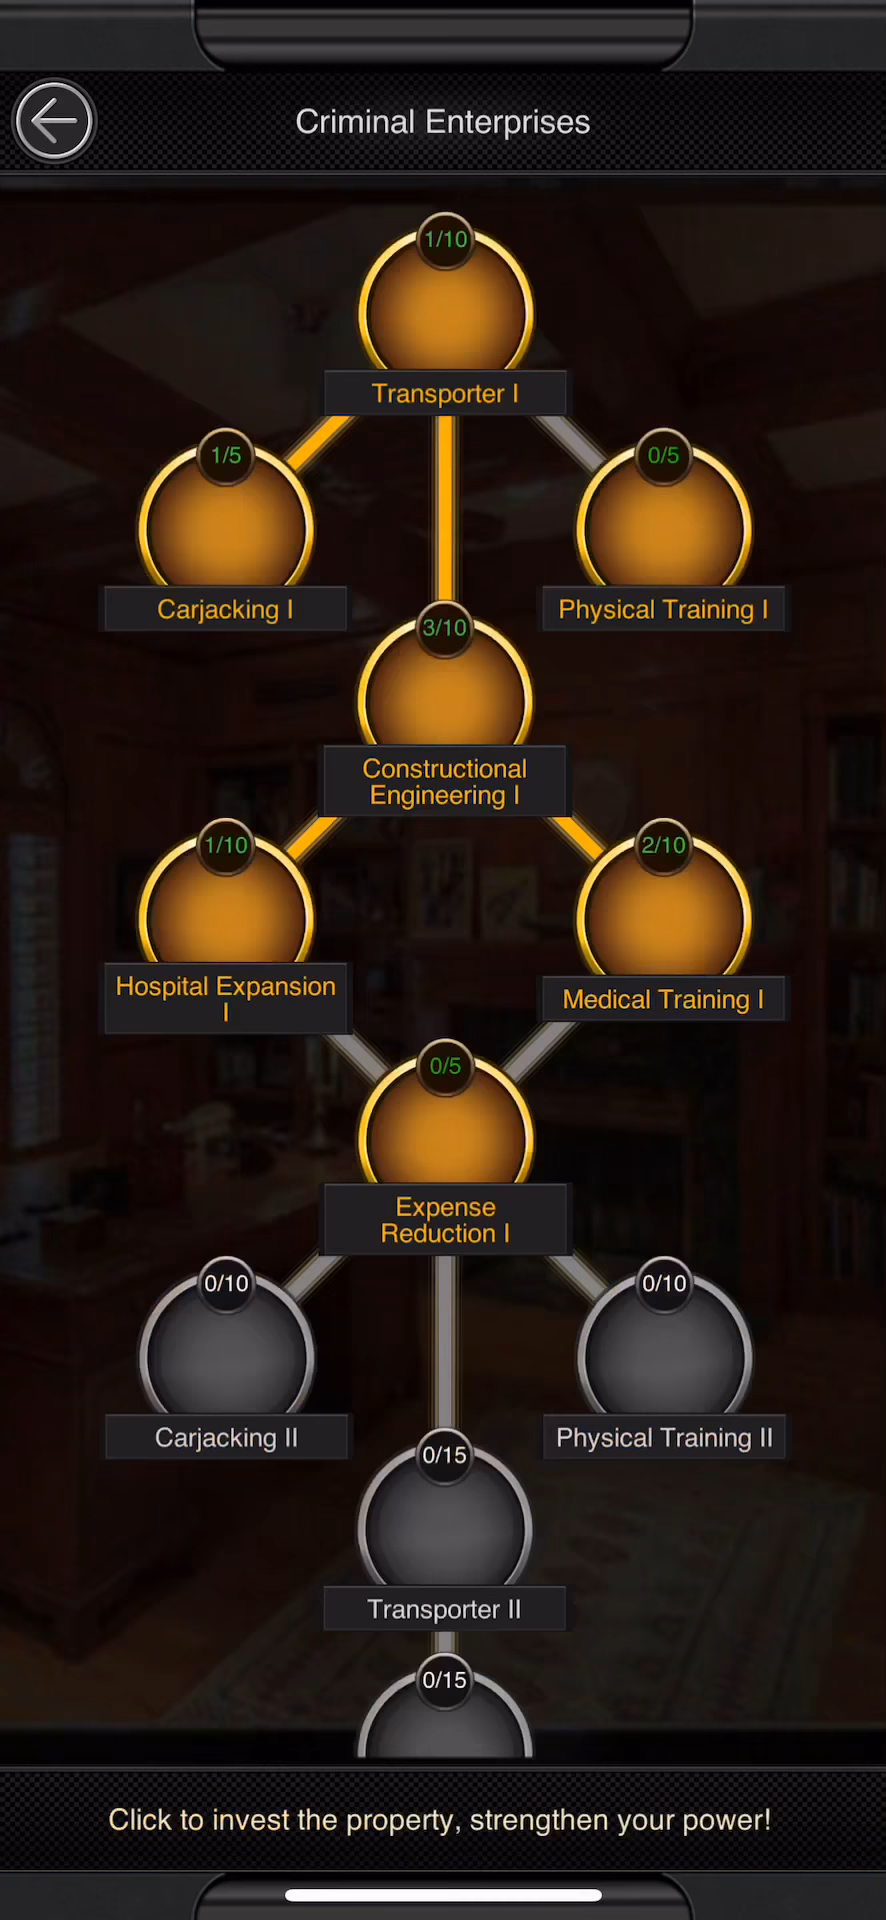 Criminal Enterprises
1/10
Transporter I
1/5
0/5
Carjacking I
Physical Training I
3/10
Constructional
Engineering I
1/10
2/10
Hospital Expansion
I
Medical Training I
0/5
Expense
Reduction I
0/10
0/10
Carjacking II
Physical Training II
0/15
Transporter II
0/15
Click to invest the property, strengthen your power!